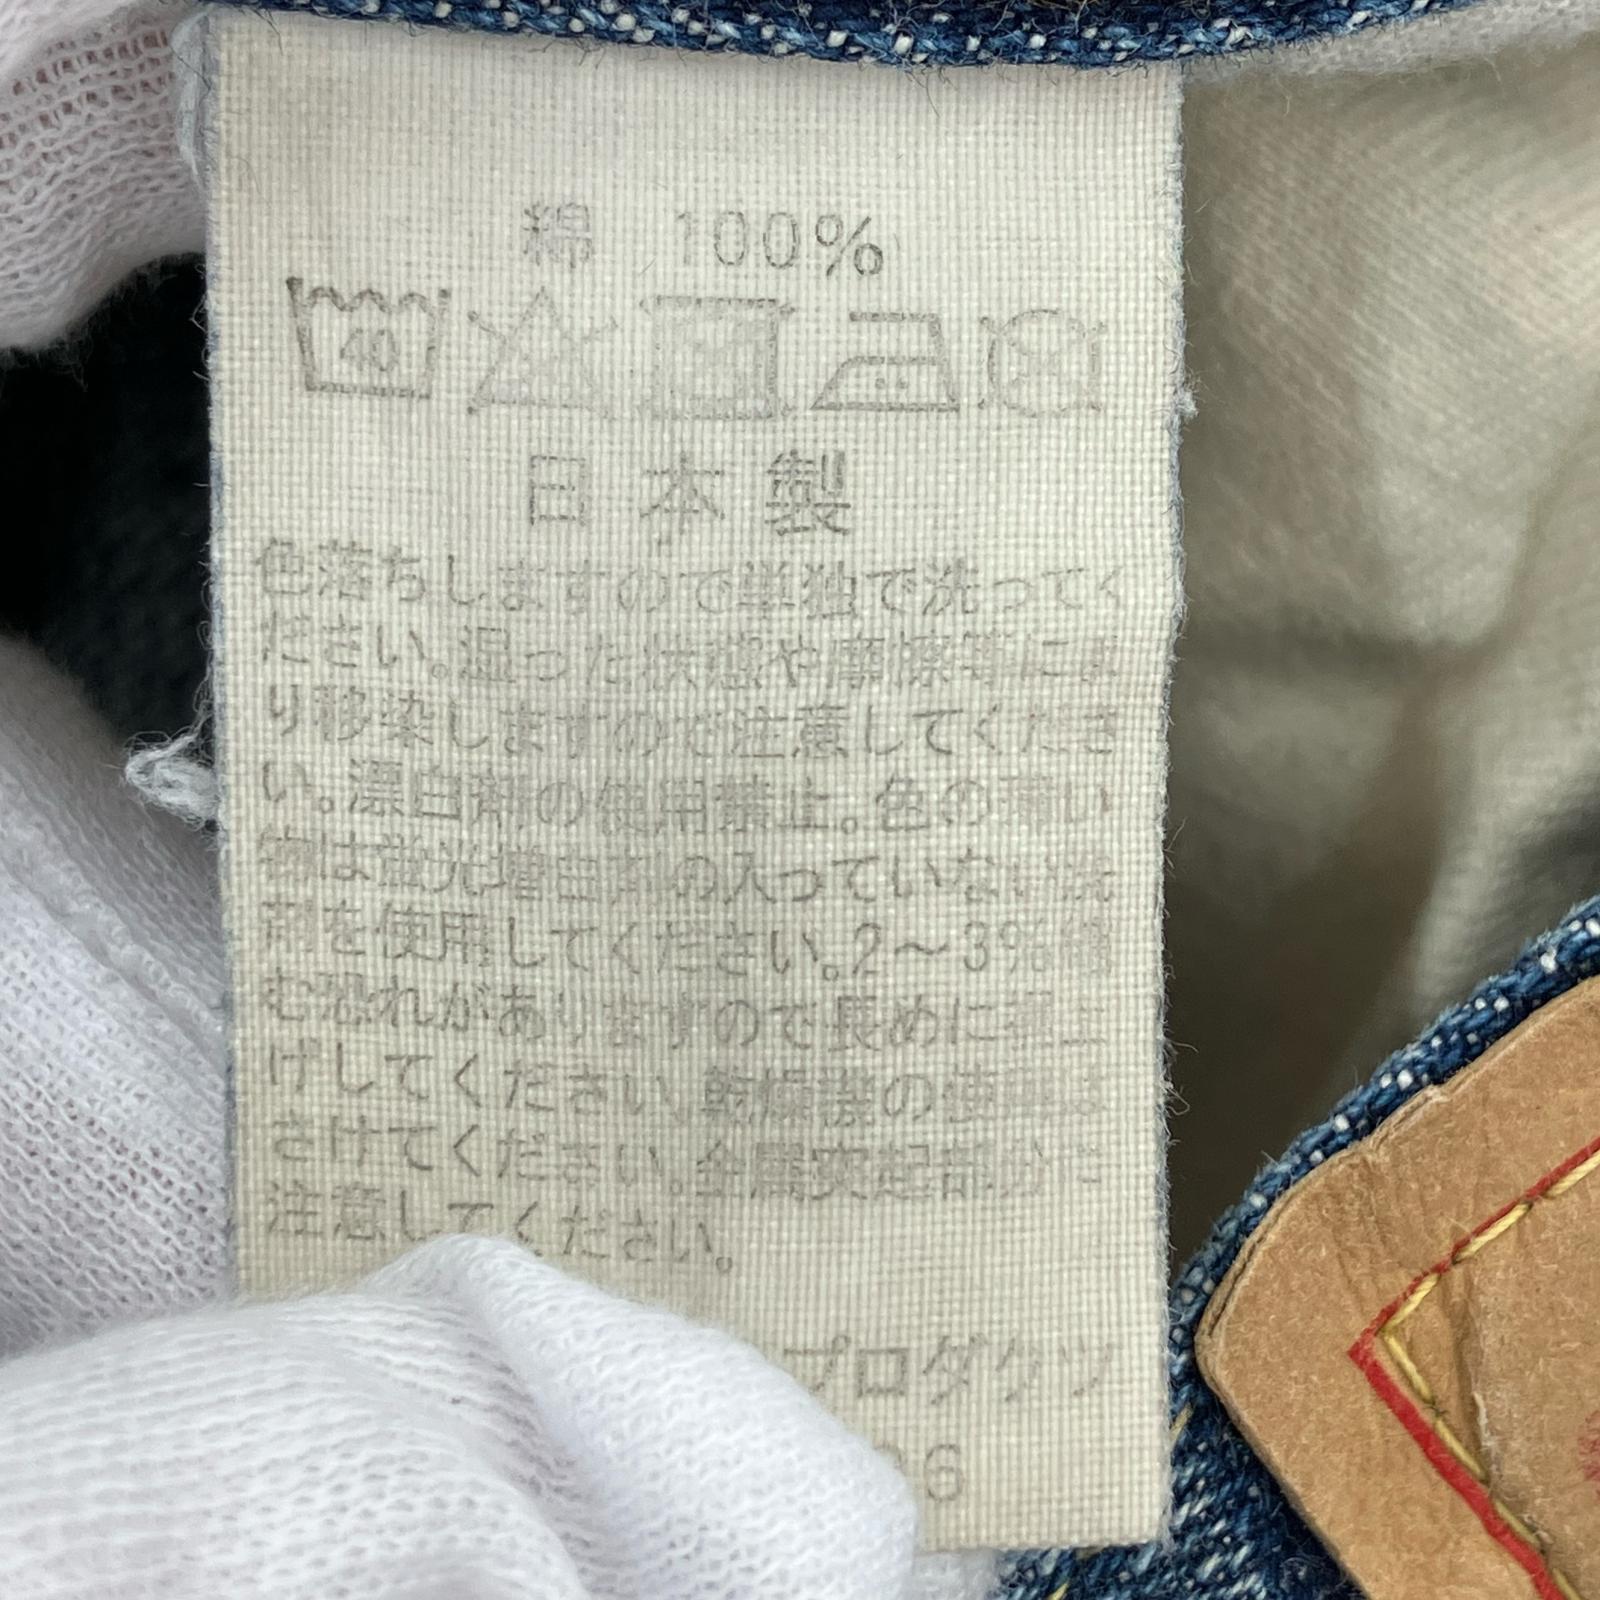 綿 100%
40
日本製
色落ちしますので単独で洗ってく
ださい。湿った状態や摩擦等によ
り移染しますので注意してくださ
い。漂白剤の使用禁止。色の薄い
物は蛍光増白剤の入っていない洗
剤を使用してください。2〜3%縮
む恐れがありますので長めに裾上
げしてください。乾燥機の使用は
さけてください。金属突起部分に
注意してください。
プロダクツ
6